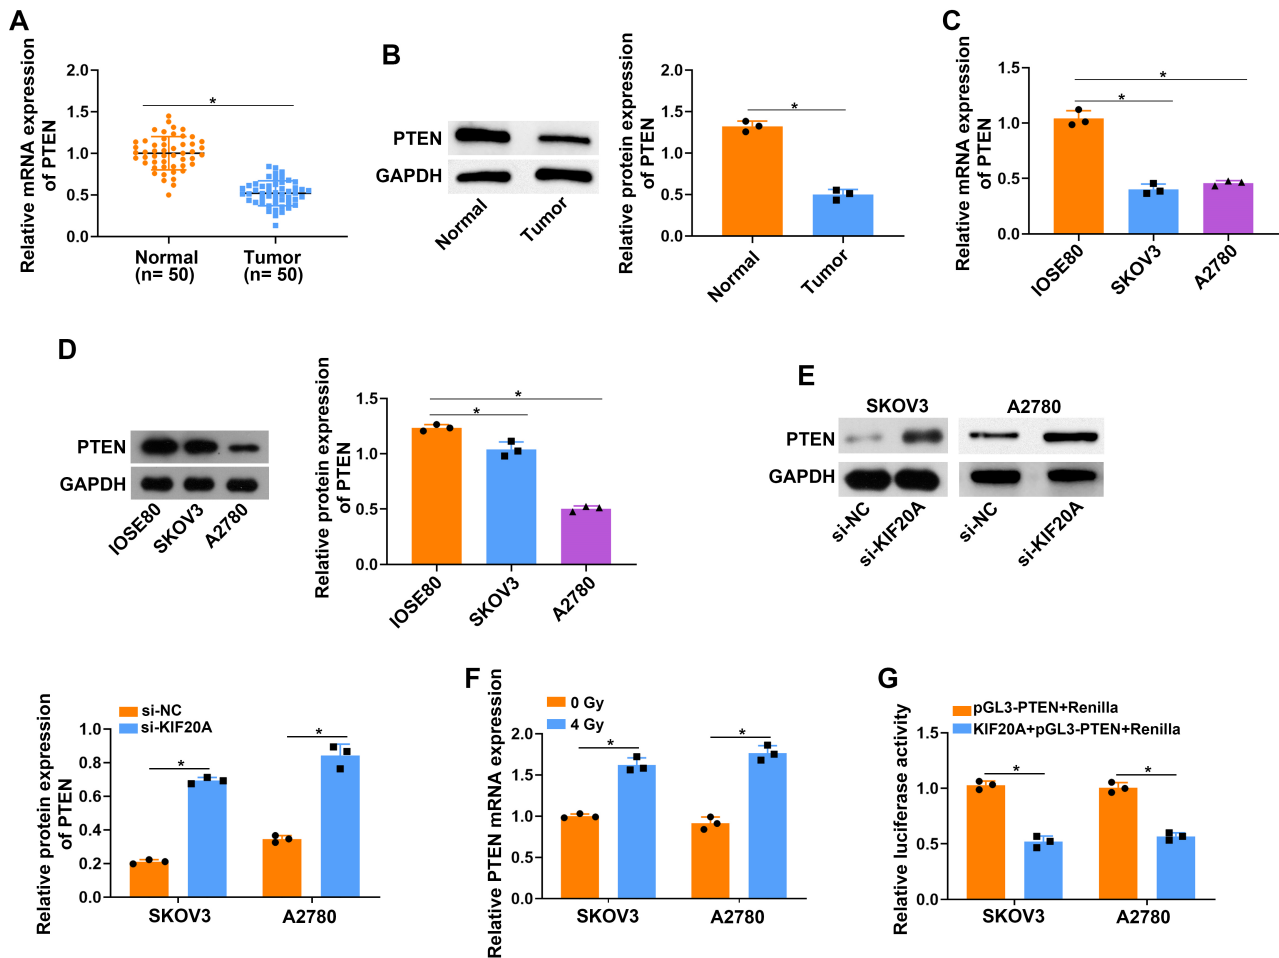 A
Relative mRNA expression
of PTEN
2.0
1.5
1.0
0.5
0.0
*
Normal
(n= 50)
Tumor
(n= 50)
B
PTEN
GAPDH
Normal
Tumor
Relative protein expression
of PTEN
2.0
1.5
1.0
0.5
0.0
*
Normal
Tumor
C
Relative mRNA expression
of PTEN
1.5
1.0
0.5
0.0
*
*
IOSE80
SKOV3
A2780
D
PTEN
GAPDH
IOSE80
SKOV3
A2780
Relative protein expression
of PTEN
1.5
1.0
0.5
0.0
*
*
IOSE80
SKOV3
A2780
E
SKOV3
A2780
PTEN
GAPDH
si-NC
si-KIF20A
si-NC
si-KIF20A
si-NC
si-KIF20A
Relative protein expression
of PTEN
1.0
0.8
0.6
0.4
0.2
0.0
*
*
SKOV3
A2780
F
0 Gy
4 Gy
Relative PTEN mRNA expression
2.0
1.5
1.0
0.5
0.0
*
*
SKOV3
A2780
G
pGL3-PTEN+Renilla
KIF20A+pGL3-PTEN+Renilla
Relative luciferase activity
1.5
1.0
0.5
0.0
*
*
SKOV3
A2780